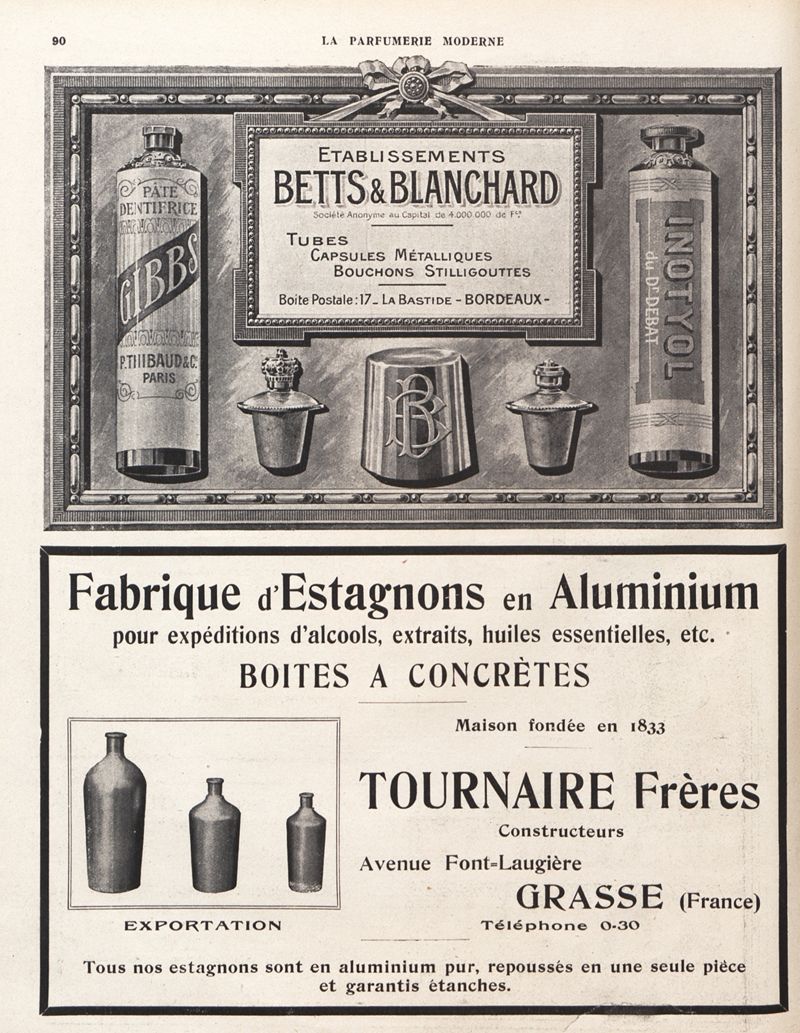 90
LA PARFUMERIE MODERNE
ETABLISSEMENTS
BETTS & BLANCHARD
Société Anonyme au Capital de 4.000.000 de Frs
TUBES
CAPSULES MÉTALLIQUES
BOUCHONS STILLIGOUTTES
Boite Postale: 17_ LA BASTIDE - BORDEAUX -
PÂTE
DENTIFRICE
GIBBS
P. THIBAUD & Cie
PARIS
BB
INOTYOL
du Dr DEBAT
Fabrique d'Estagnons en Aluminium
pour expéditions d'alcools, extraits, huiles essentielles, etc.
BOITES A CONCRÈTES
Maison fondée en 1833
TOURNAIRE Frères
Constructeurs
Avenue Font-Laugière
GRASSE (France)
Téléphone 0-30
EXPORTATION
Tous nos estagnons sont en aluminium pur, repoussés en une seule pièce
et garantis étanches.